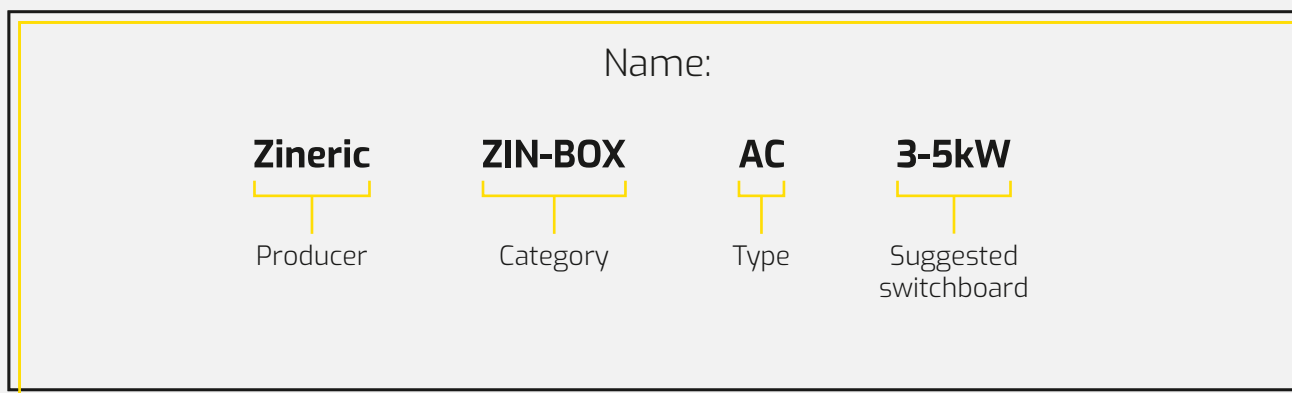 Name:
Zineric ZIN-BOX AC 3-5kW
Producer Category Type Suggested
switchboard